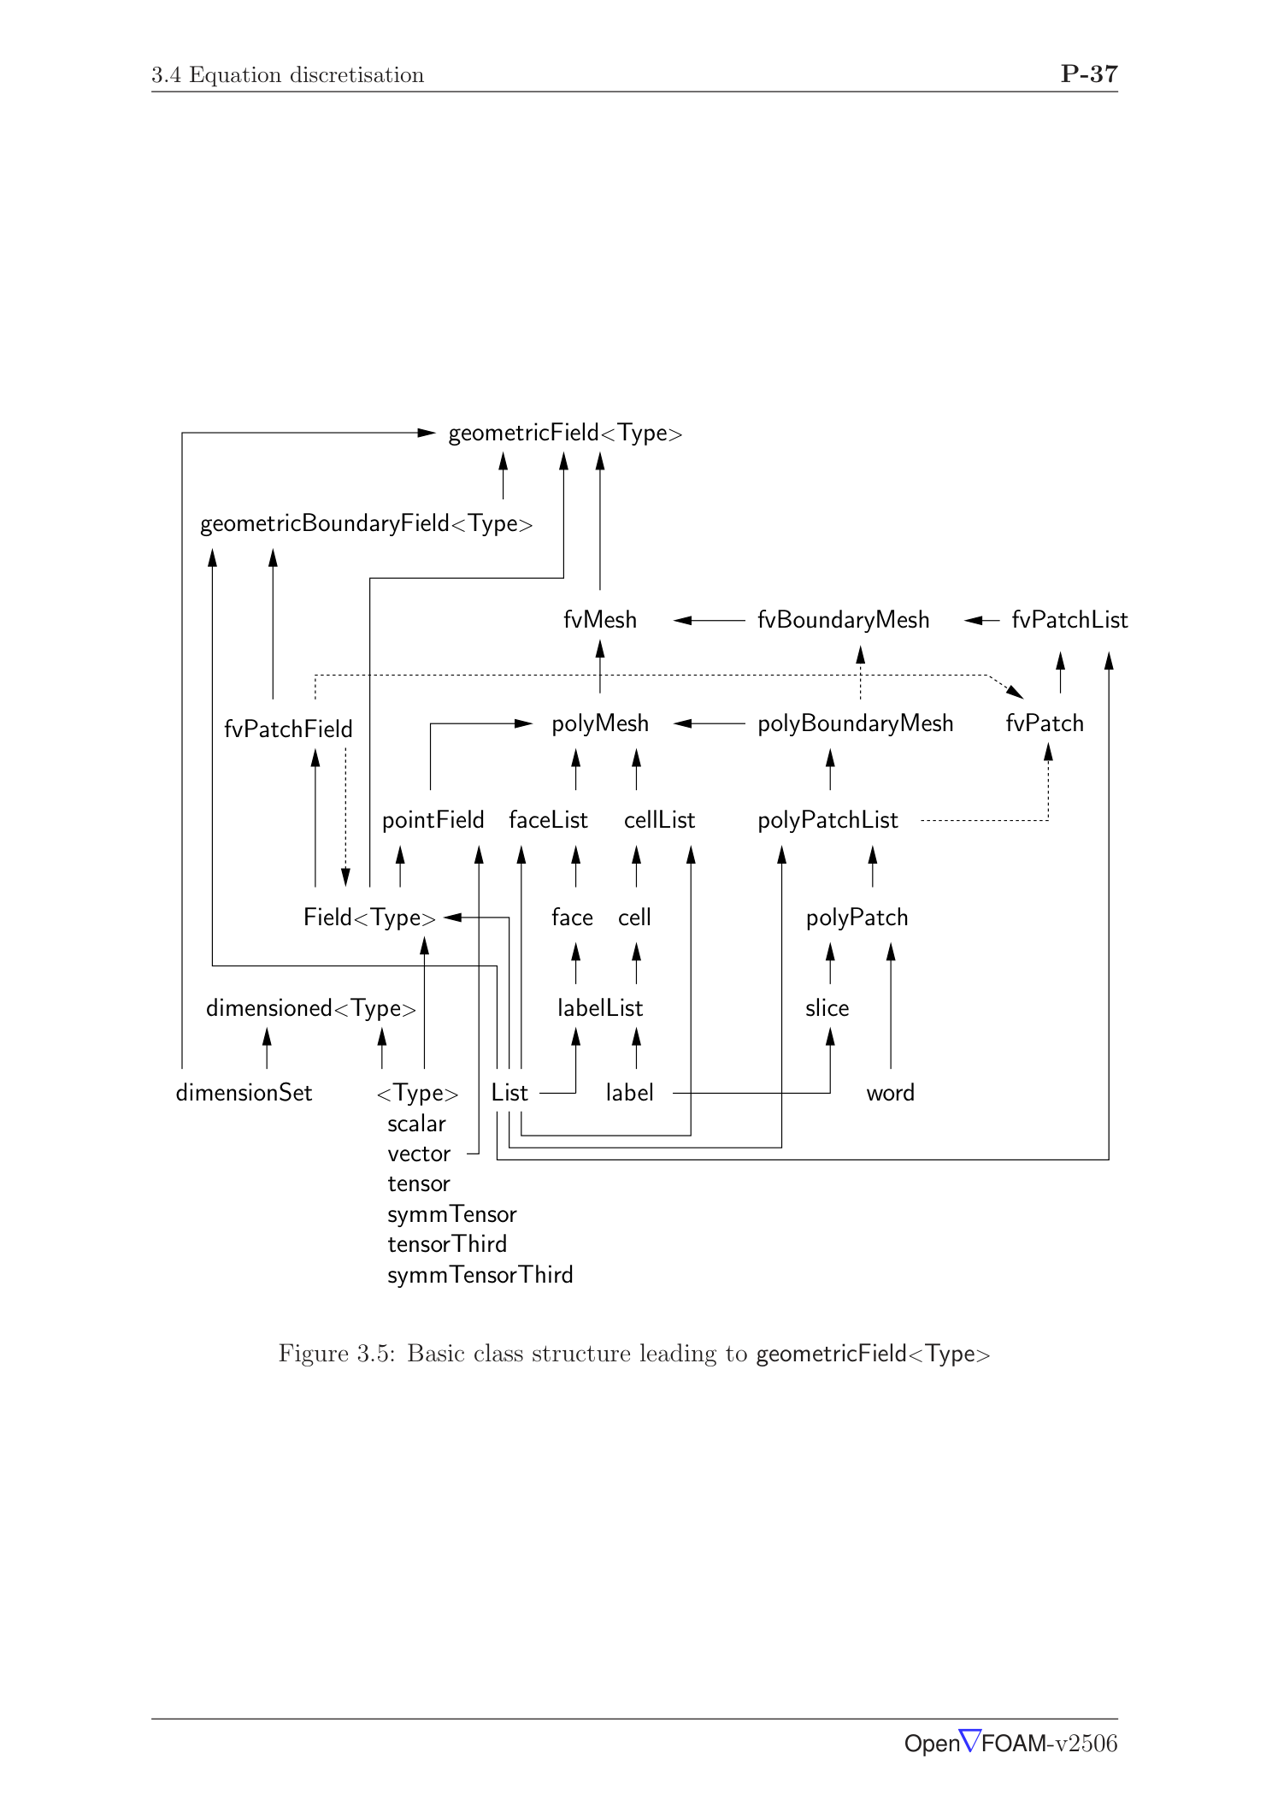 3.4 Equation discretisation P-37
geometricField<Type>
geometricBoundaryField<Type>
fvMesh fvBoundaryMesh fvPatchList
fvPatchField polyMesh polyBoundaryMesh fvPatch
pointField faceList cellList polyPatchList
Field<Type> face cell polyPatch
dimensioned<Type> labelList slice
dimensionSet <Type> List label word
scalar
vector
tensor
symmTensor
tensorThird
symmTensorThird
Figure 3.5: Basic class structure leading to geometricField<Type>
Open∇FOAM-v2506